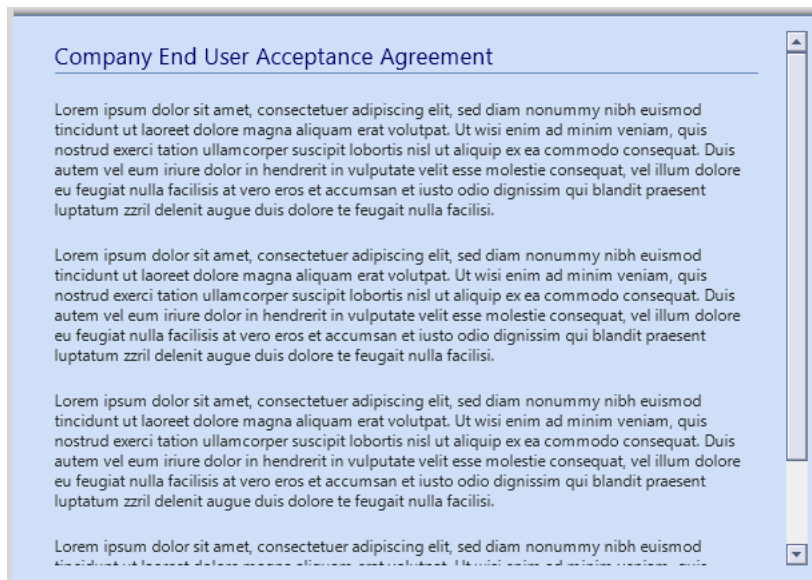 Company End User Acceptance Agreement
Lorem ipsum dolor sit amet, consectetuer adipiscing elit, sed diam nonummy nibh euismod
tincidunt ut laoreet dolore magna aliquam erat volutpat. Ut wisi enim ad minim veniam, quis
nostrud exerci tation ullamcorper suscipit lobortis nisl ut aliquip ex ea commodo consequat. Duis
autem vel eum iriure dolor in hendrerit in vulputate velit esse molestie consequat, vel illum dolore
eu feugiat nulla facilisis at vero eros et accumsan et iusto odio dignissim qui blandit praesent
luptatum zzril delenit augue duis dolore te feugait nulla facilisi.
Lorem ipsum dolor sit amet, consectetuer adipiscing elit, sed diam nonummy nibh euismod
tincidunt ut laoreet dolore magna aliquam erat volutpat. Ut wisi enim ad minim veniam, quis
nostrud exerci tation ullamcorper suscipit lobortis nisl ut aliquip ex ea commodo consequat. Duis
autem vel eum iriure dolor in hendrerit in vulputate velit esse molestie consequat, vel illum dolore
eu feugiat nulla facilisis at vero eros et accumsan et iusto odio dignissim qui blandit praesent
luptatum zzril delenit augue duis dolore te feugait nulla facilisi.
Lorem ipsum dolor sit amet, consectetuer adipiscing elit, sed diam nonummy nibh euismod
tincidunt ut laoreet dolore magna aliquam erat volutpat. Ut wisi enim ad minim veniam, quis
nostrud exerci tation ullamcorper suscipit lobortis nisl ut aliquip ex ea commodo consequat. Duis
autem vel eum iriure dolor in hendrerit in vulputate velit esse molestie consequat, vel illum dolore
eu feugiat nulla facilisis at vero eros et accumsan et iusto odio dignissim qui blandit praesent
luptatum zzril delenit augue duis dolore te feugait nulla facilisi.
Lorem ipsum dolor sit amet, consectetuer adipiscing elit, sed diam nonummy nibh euismod